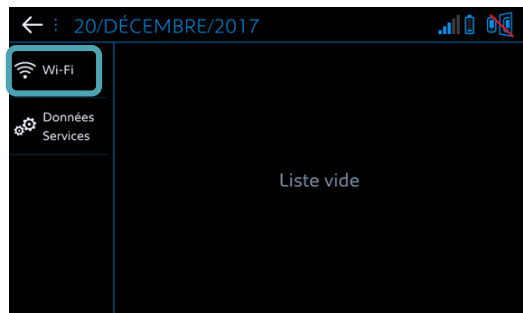 20/DÉCEMBRE/2017
Wi-Fi
Données
Services
Liste vide